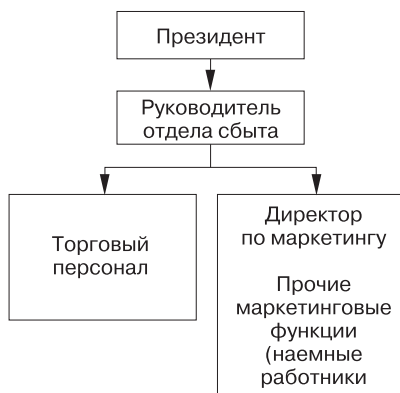 Президент
Руководитель
отдела сбыта
Торговый
персонал
Директор
по маркетингу
Прочие
маркетинговые
функции
(наемные
работники